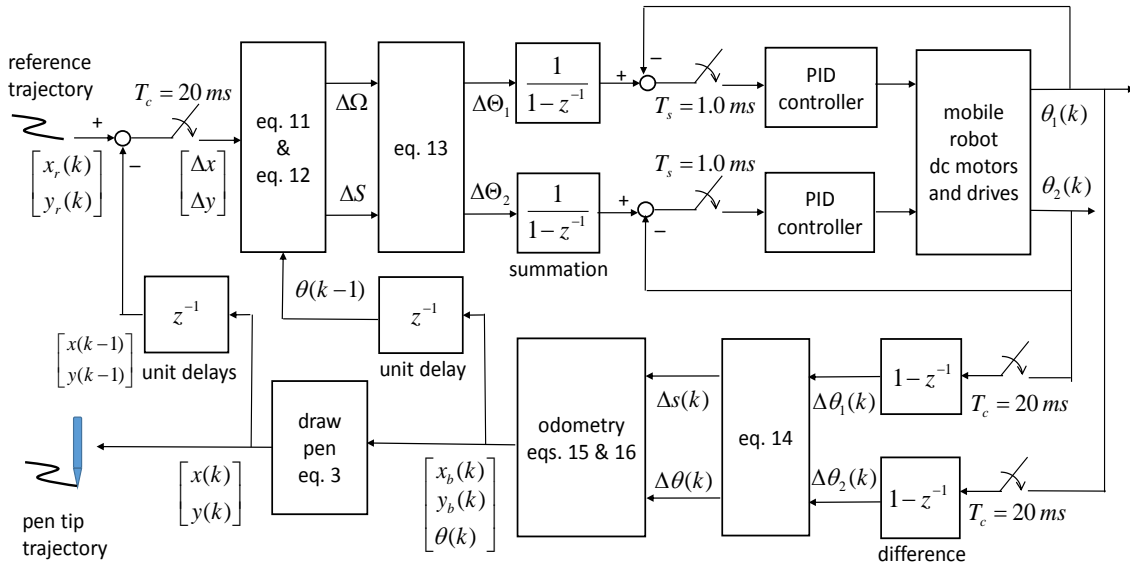 reference
trajectory
T_c = 20 ms
+
−
[x_r(k)
y_r(k)]
[Δx
Δy]
eq. 11
&
eq. 12
ΔΩ
ΔS
eq. 13
ΔΘ_1
ΔΘ_2
1
1 − z^{-1}
1
1 − z^{-1}
summation
+
−
T_s = 1.0 ms
PID
controller
+
−
T_s = 1.0 ms
PID
controller
mobile
robot
dc motors
and drives
θ_1(k)
θ_2(k)
z^{-1}
unit delays
[x(k−1)
y(k−1)]
θ(k−1)
z^{-1}
unit delay
draw
pen
eq. 3
pen tip
trajectory
[x(k)
y(k)]
[x_b(k)
y_b(k)
θ(k)]
odometry
eqs. 15 & 16
Δs(k)
Δθ(k)
eq. 14
Δθ_1(k)
Δθ_2(k)
1 − z^{-1}
T_c = 20 ms
1 − z^{-1}
T_c = 20 ms
difference